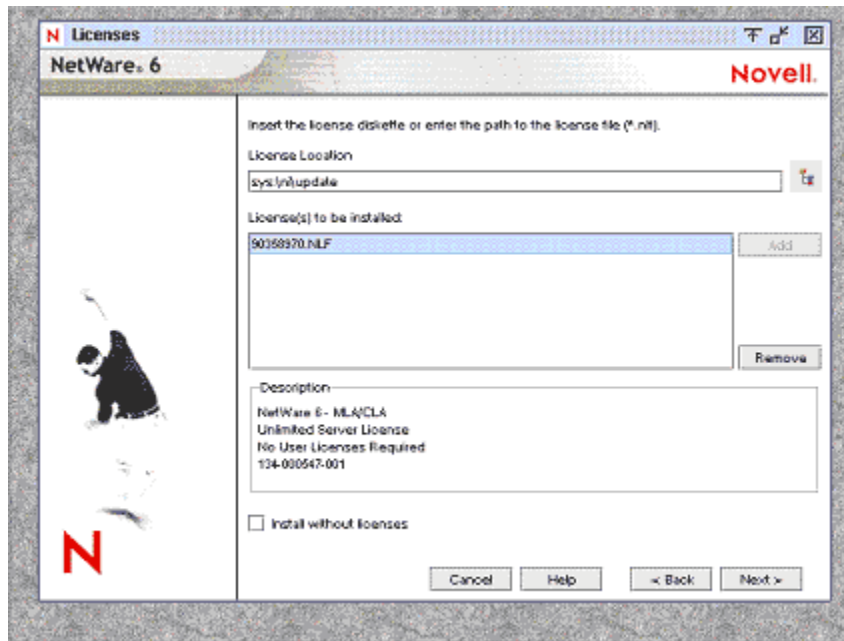 N Licenses
NetWare. 6
Novell.
Insert the license diskette or enter the path to the license file (*.nlf).
License Location
sys:\ni\update
License(s) to be installed:
90358970.NLF
Add
Remove
Description
NetWare 6 - MLA/CLA
Unlimited Server License
No User Licenses Required
134-000547-001
Install without licenses
N
Cancel Help < Back Next >